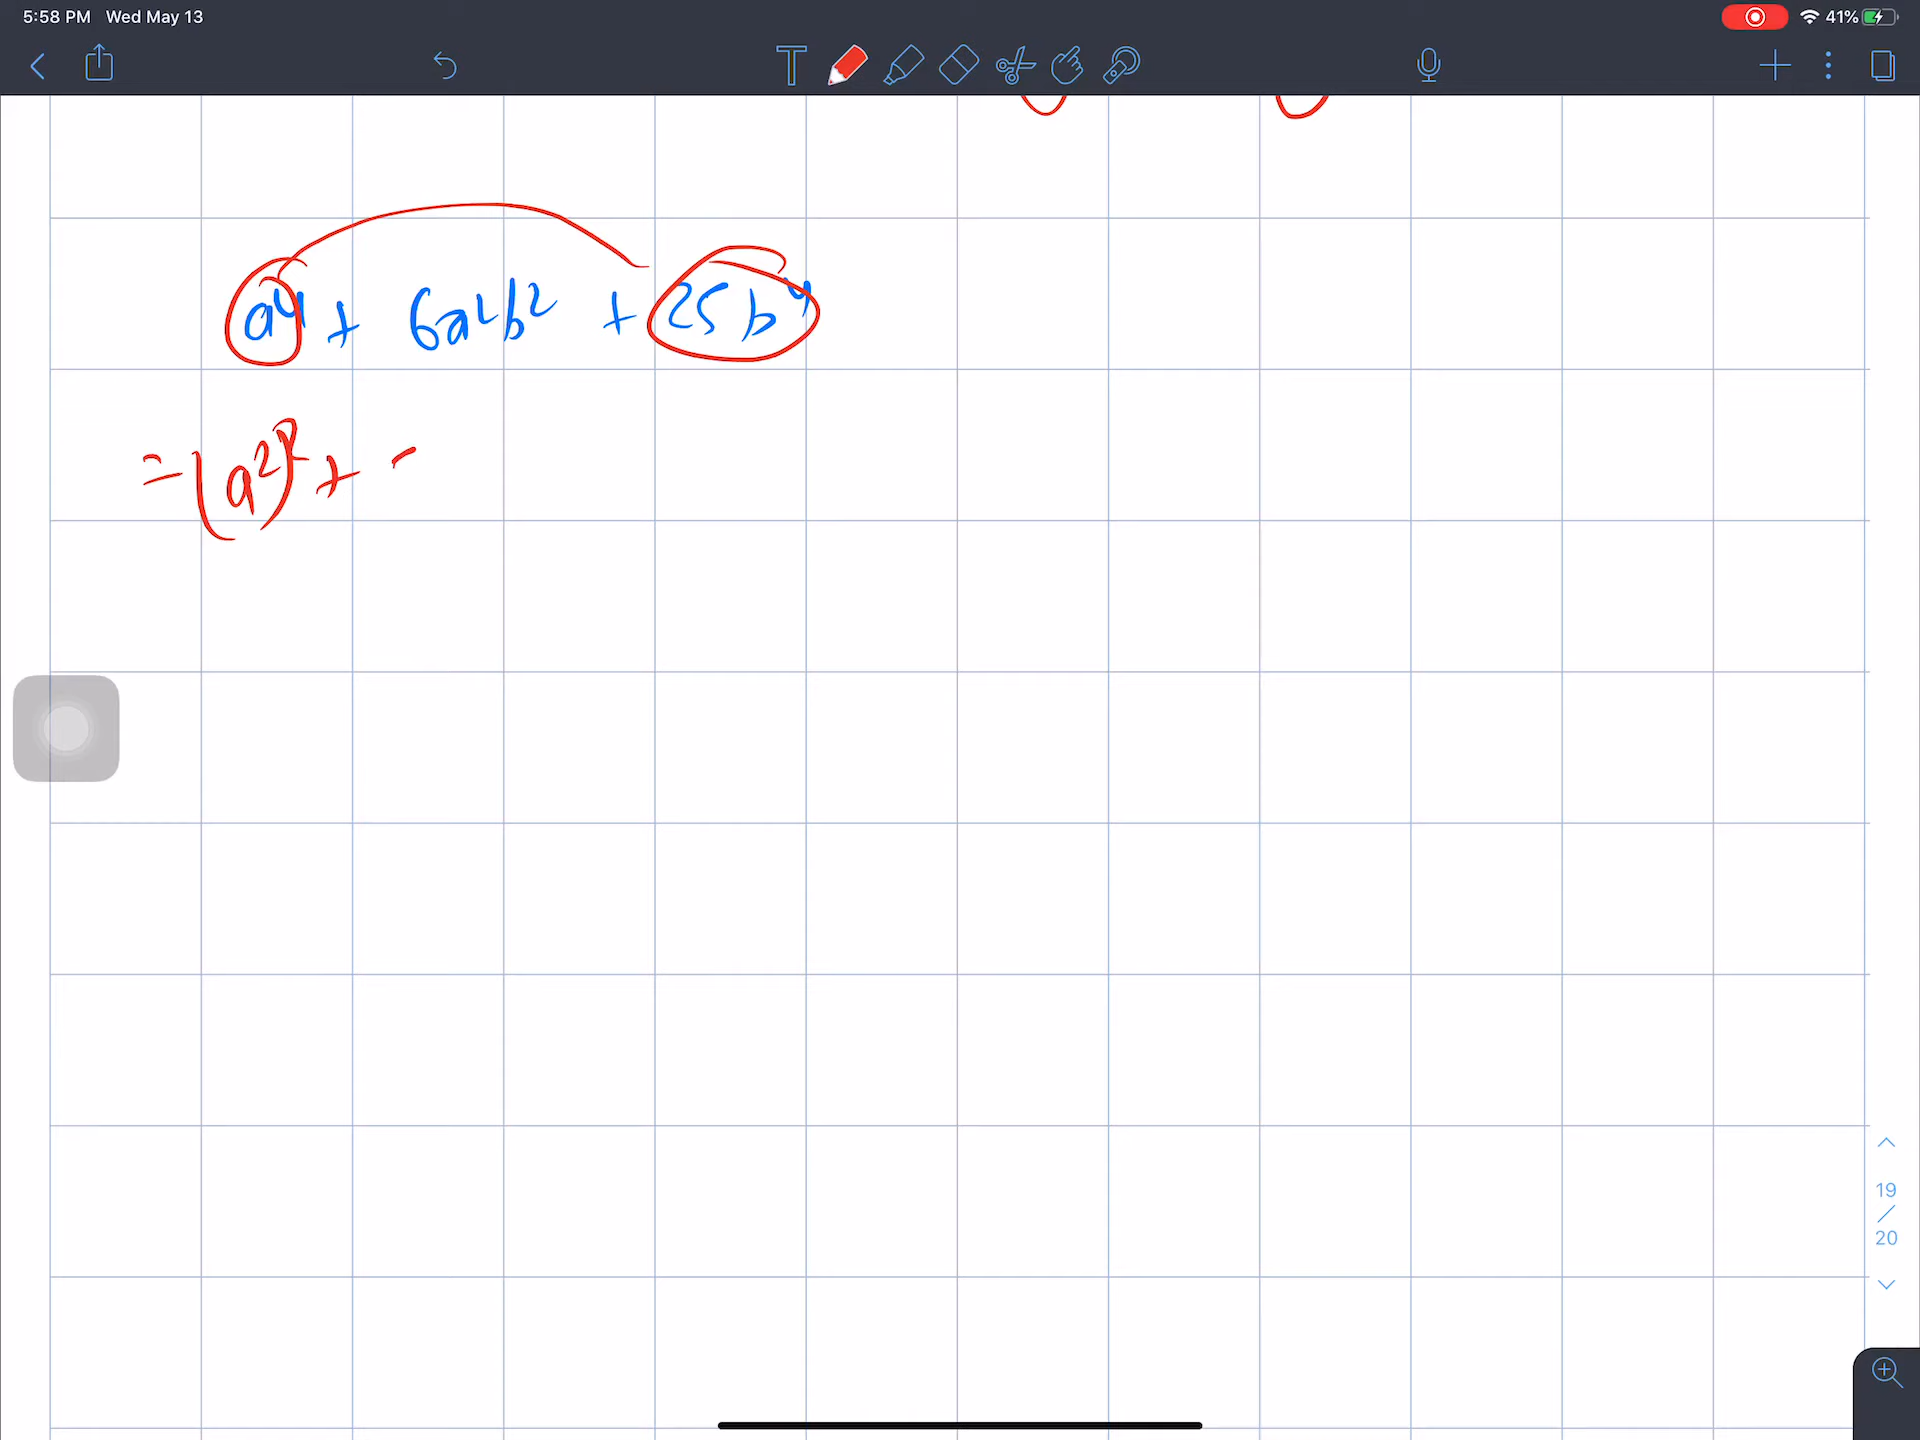 5:58 PM Wed May 13
41%
T
a⁴ + 6a²b² + 25b⁴
= (a²)² +
19
/
20